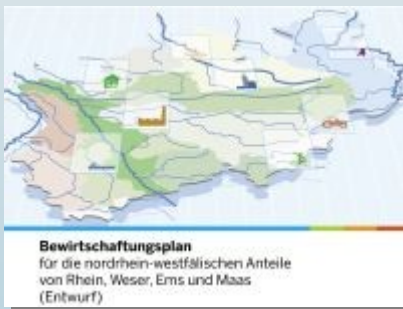 Bewirtschaftungsplan
für die nordrhein-westfälischen Anteile
von Rhein, Weser, Ems und Maas
(Entwurf)